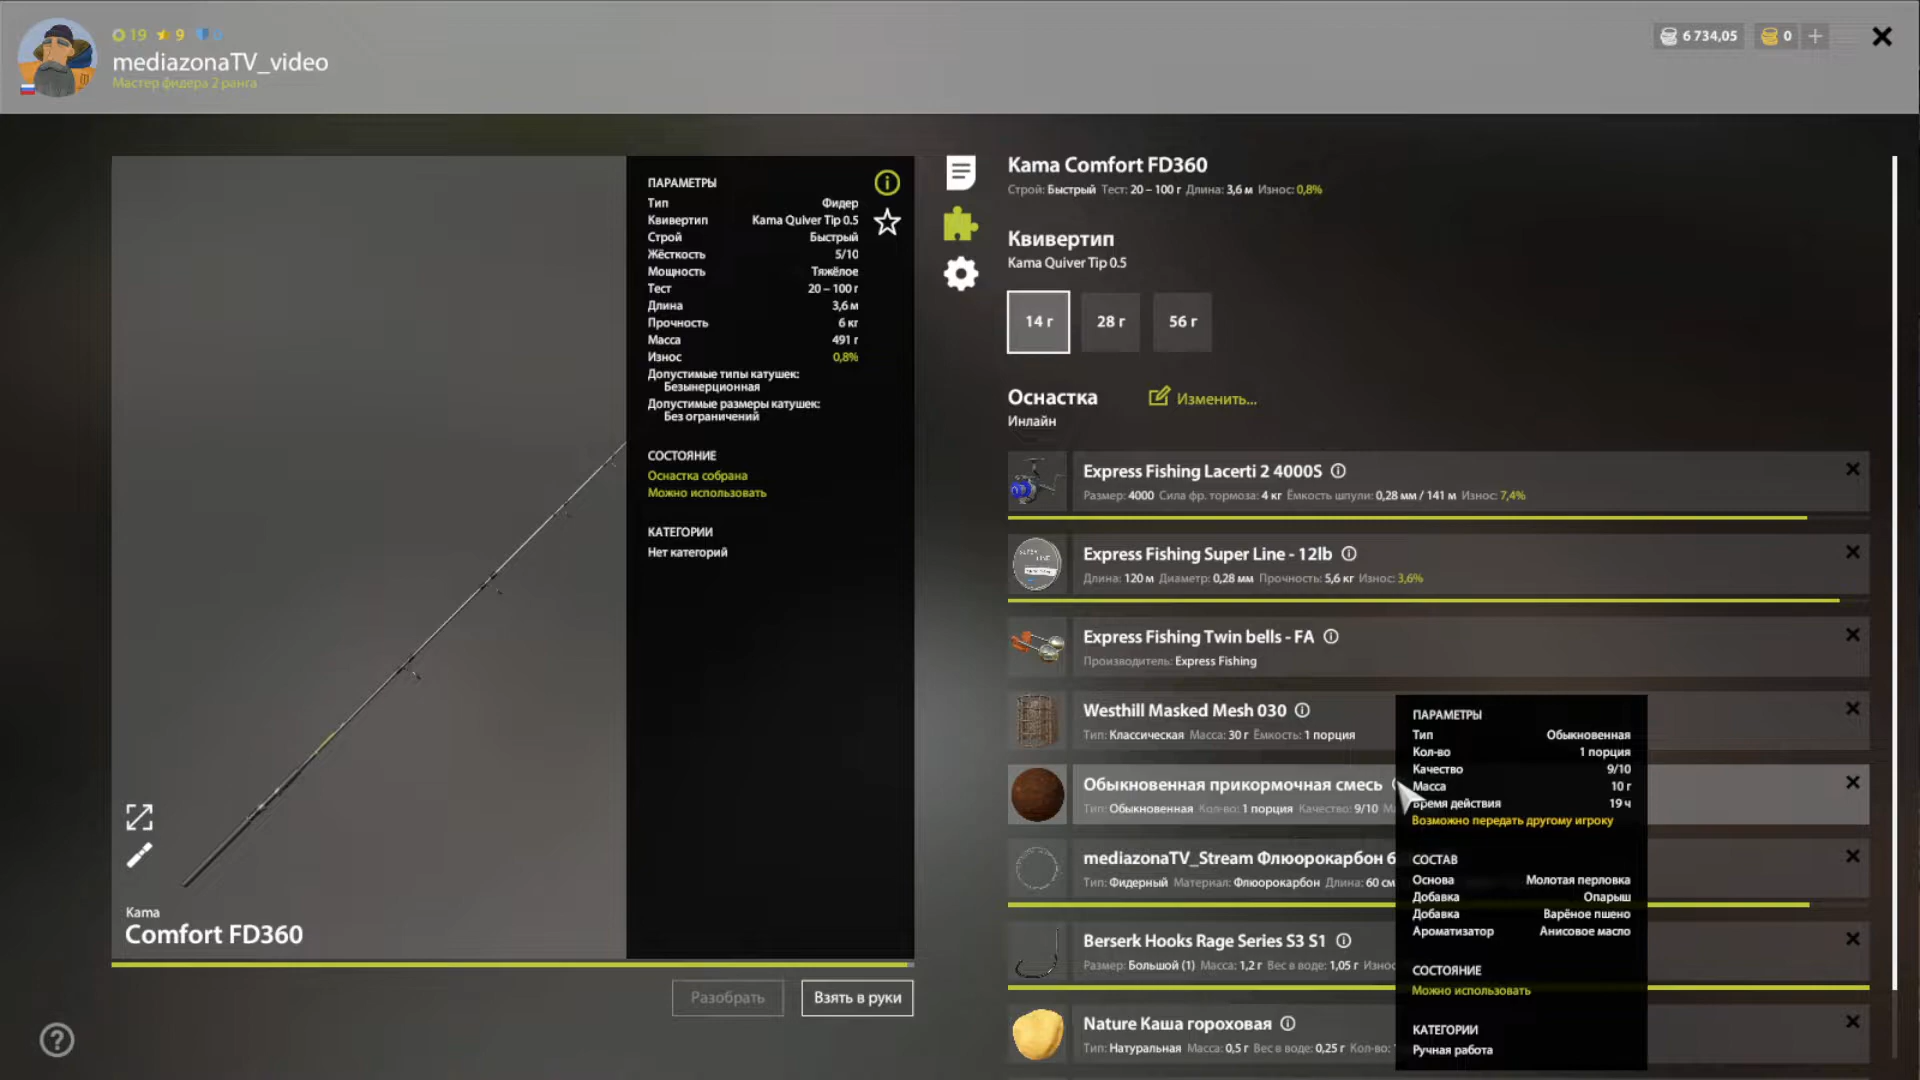 19 9
mediazonaTV_video
Мастер фидера 2 ранга
6 734,05 0
ПАРАМЕТРЫ
Тип Фидер
Квивертип Kama Quiver Tip 0.5
Строй Быстрый
Жёсткость 5/10
Мощность Тяжёлое
Тест 20 – 100 г
Длина 3,6 м
Прочность 6 кг
Масса 491 г
Износ 0,8%
Допустимые типы катушек:
Безынерционная
Допустимые размеры катушек:
Без ограничений
СОСТОЯНИЕ
Оснастка собрана
Можно использовать
КАТЕГОРИИ
Нет категорий
Kama
Comfort FD360
Разобрать Взять в руки
Kama Comfort FD360
Строй: Быстрый Тест: 20 – 100 г Длина: 3,6 м Износ: 0,8%
Квивертип
Kama Quiver Tip 0.5
14 г 28 г 56 г
Оснастка Изменить...
Инлайн
Express Fishing Lacerti 2 4000S
Размер: 4000 Сила фр. тормоза: 4 кг Ёмкость шпули: 0,28 мм / 141 м Износ: 7,4%
Express Fishing Super Line - 12lb
Длина: 120 м Диаметр: 0,28 мм Прочность: 5,6 кг Износ: 3,6%
Express Fishing Twin bells - FA
Производитель: Express Fishing
Westhill Masked Mesh 030
Тип: Классическая Масса: 30 г Ёмкость: 1 порция
Обыкновенная прикормочная смесь
Тип: Обыкновенная Кол-во: 1 порция Качество: 9/10
mediazonaTV_Stream Флюорокарбон 6
Тип: Фидерный Материал: Флюорокарбон Длина: 60 см
Berserk Hooks Rage Series S3 S1
Размер: Большой (1) Масса: 1,2 г Вес в воде: 1,05 г Износ
Nature Каша гороховая
Тип: Натуральная Масса: 0,5 г Вес в воде: 0,25 г Кол-во:
ПАРАМЕТРЫ
Тип Обыкновенная
Кол-во 1 порция
Качество 9/10
Масса 10 г
Время действия 19 ч
Возможно передать другому игроку
СОСТАВ
Основа Молотая перловка
Добавка Опарыш
Добавка Варёное пшено
Ароматизатор Анисовое масло
СОСТОЯНИЕ
Можно использовать
КАТЕГОРИИ
Ручная работа